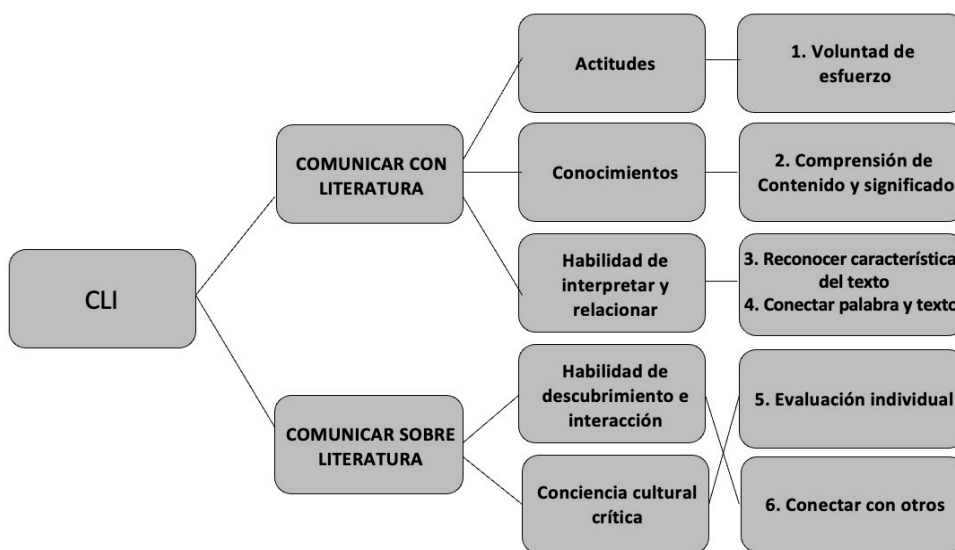 Actitudes
1. Voluntad de
esfuerzo
COMUNICAR CON
LITERATURA
Conocimientos
2. Comprensión de
Contenido y significado
Habilidad de
interpretar y
relacionar
3. Reconocer característica
del texto
4. Conectar palabra y texto
CLI
Habilidad de
descubrimiento e
interacción
5. Evaluación individual
COMUNICAR SOBRE
LITERATURA
Conciencia cultural
crítica
6. Conectar con otros